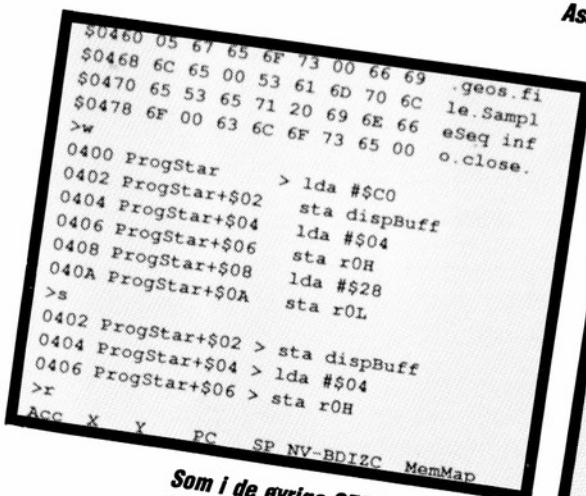 As
$0460 05 67 65 6F 73 00 66 69 .geos.fi
$0468 6C 65 00 53 61 6D 70 6C le.Sampl
$0470 65 53 65 71 20 69 6E 66 eSeq inf
$0478 6F 00 63 6C 6F 73 65 00 o.close.
>w
0400 ProgStar > lda #$C0
0402 ProgStar+$02 sta dispBuff
0404 ProgStar+$04 lda #$04
0406 ProgStar+$06 sta r0H
0408 ProgStar+$08 lda #$28
040A ProgStar+$0A sta r0L
>s
0402 ProgStar+$02 > sta dispBuff
0404 ProgStar+$04 > lda #$04
0406 ProgStar+$06 > sta r0H
>r
Acc X Y PC SP NV-BDIZC MemMap
Som i de øvrige